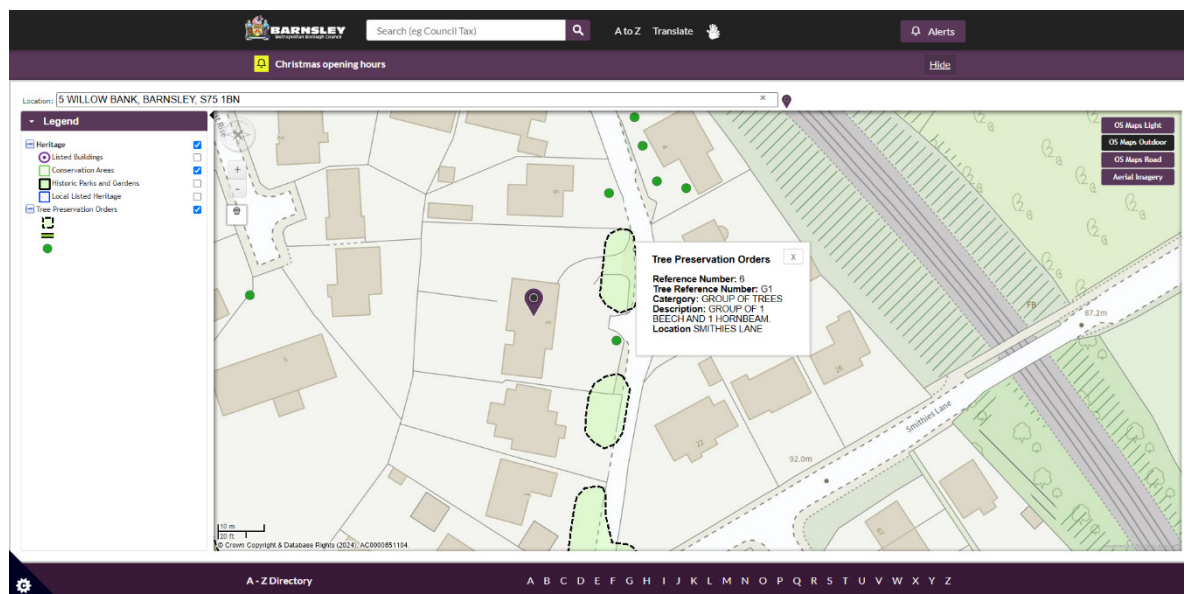 BARNSLEY
Metropolitan Borough Council
Search (eg Council Tax)
A to Z Translate
Alerts
Christmas opening hours
Hide
Location: 5 WILLOW BANK, BARNSLEY, S75 1BN x
Legend
Heritage
Listed Buildings
Conservation Areas
Historic Parks and Gardens
Local Listed Heritage
Tree Preservation Orders
+
-
OS Maps Light
OS Maps Outdoor
OS Maps Road
Aerial Imagery
Tree Preservation Orders X
Reference Number: 6
Tree Reference Number: G1
Catergory: GROUP OF TREES
Description: GROUP OF 1
BEECH AND 1 HORNBEAM.
Location SMITHIES LANE
FB
87.2m
26
22
Smithies Lane
92.0m
10 m
20 ft
© Crown Copyright & Database Rights (2024), AC0000851104.
A - Z Directory
A B C D E F G H I J K L M N O P Q R S T U V W X Y Z